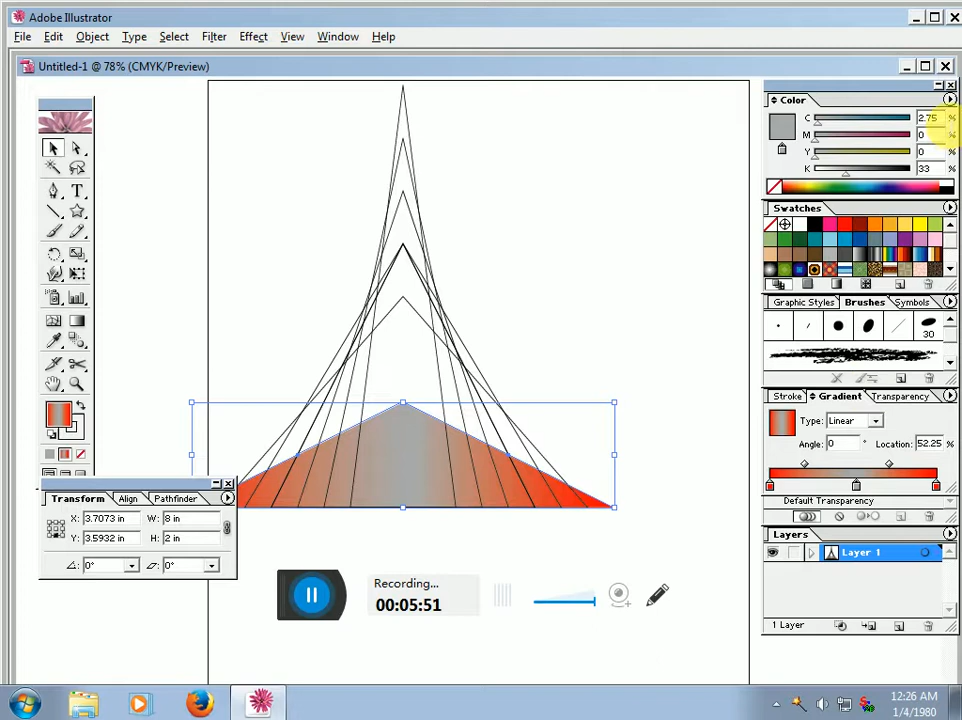 Adobe Illustrator
File Edit Object Type Select Filter Effect View Window Help
Untitled-1 @ 78% (CMYK/Preview)
Color
C 2.75 %
M 0 %
Y 0 %
K 33 %
Swatches
Graphic Styles Brushes Symbols
30
Stroke Gradient Transparency
Type: Linear
Angle: 0 ° Location: 52.25 %
Default Transparency
Layers
Layer 1
1 Layer
Transform Align Pathfinder
X: 3.7073 in W: 8 in
Y: 3.5932 in H: 2 in
0° 0°
Recording...
00:05:51
12:26 AM
1/4/1980